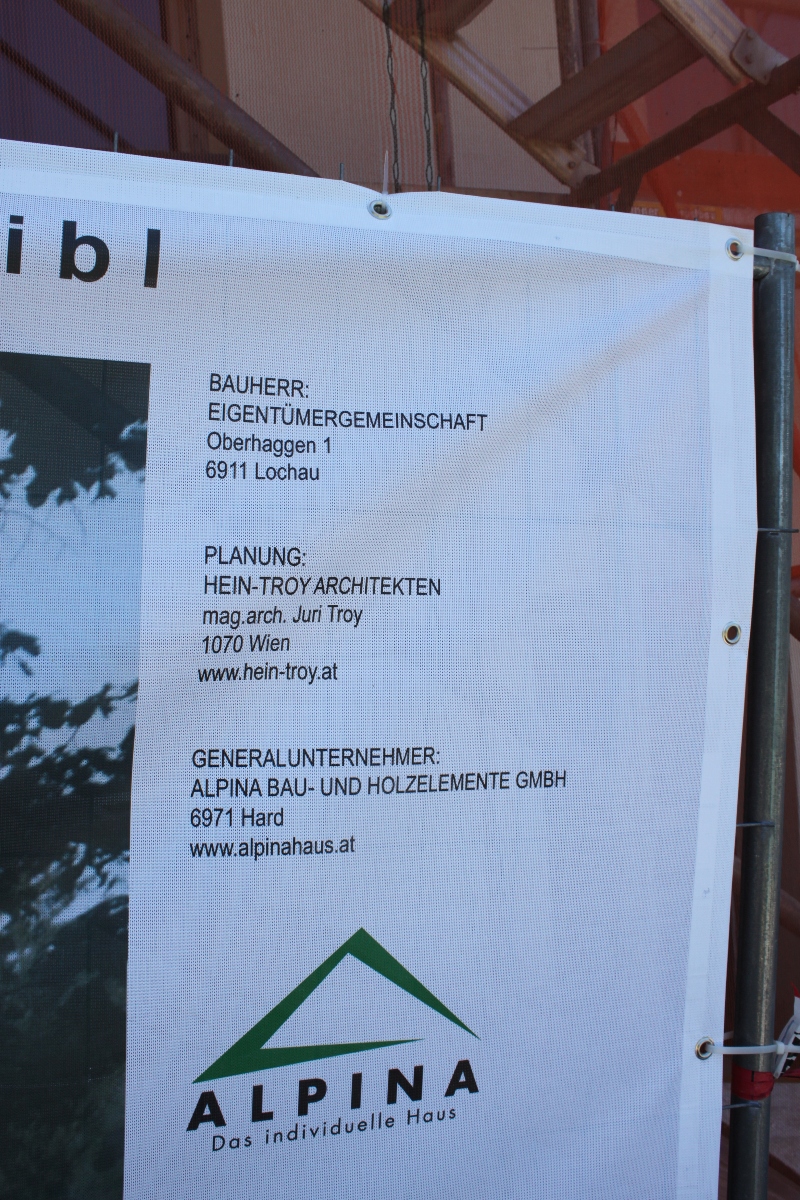 ibl
BAUHERR:
EIGENTÜMERGEMEINSCHAFT
Oberhaggen 1
6911 Lochau
PLANUNG:
HEIN-TROY ARCHITEKTEN
mag.arch. Juri Troy
1070 Wien
www.hein-troy.at
GENERALUNTERNEHMER:
ALPINA BAU- UND HOLZELEMENTE GMBH
6971 Hard
www.alpinahaus.at
ALPINA
Das individuelle Haus